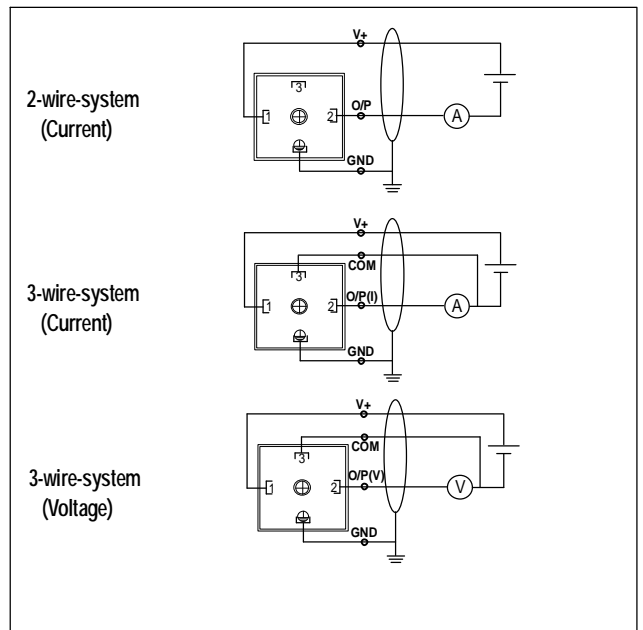 2-wire-system
(Current)
V+
3
1
2
O/P
A
GND
3-wire-system
(Current)
V+
COM
3
1
2
O/P(I)
A
GND
3-wire-system
(Voltage)
V+
COM
3
1
2
O/P(V)
V
GND